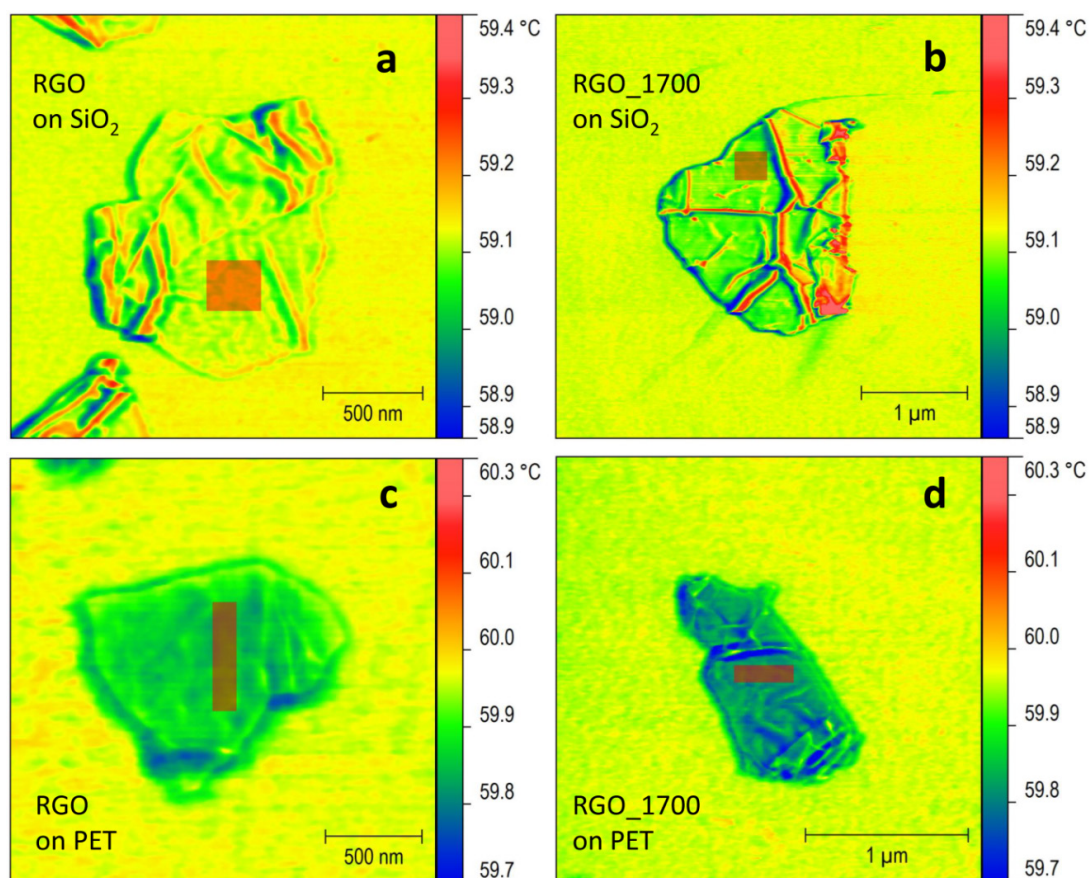 a
RGO
on SiO₂
500 nm
59.4 °C
59.3
59.2
59.1
59.0
58.9
58.9
b
RGO_1700
on SiO₂
1 µm
59.4 °C
59.3
59.2
59.1
59.0
58.9
58.9
c
RGO
on PET
500 nm
60.3 °C
60.1
60.0
59.9
59.8
59.7
d
RGO_1700
on PET
1 µm
60.3 °C
60.1
60.0
59.9
59.8
59.7